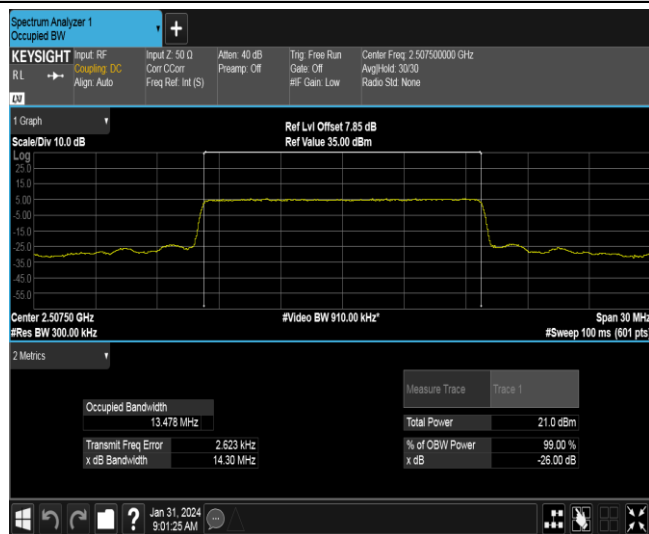 Spectrum Analyzer 1
Occupied BW
+
KEYSIGHT Input: RF Input Z: 50 Ω Atten: 40 dB Trig: Free Run Center Freq: 2.507500000 GHz
RL Coupling: DC Corr CCorr Preamp: Off Gate: Off Avg|Hold: 30/30
Align: Auto Freq Ref: Int (S) #IF Gain: Low Radio Std: None
LXI
1 Graph
Ref Lvl Offset 7.85 dB
Scale/Div 10.0 dB Ref Value 35.00 dBm
Log
25.0
15.0
5.00
-5.00
-15.0
-25.0
-35.0
-45.0
-55.0
Center 2.50750 GHz #Video BW 910.00 kHz* Span 30 MHz
#Res BW 300.00 kHz #Sweep 100 ms (601 pts)
2 Metrics
Measure Trace Trace 1
Occupied Bandwidth
13.478 MHz Total Power 21.0 dBm
Transmit Freq Error 2.623 kHz % of OBW Power 99.00 %
x dB Bandwidth 14.30 MHz x dB -26.00 dB
? Jan 31, 2024
9:01:25 AM